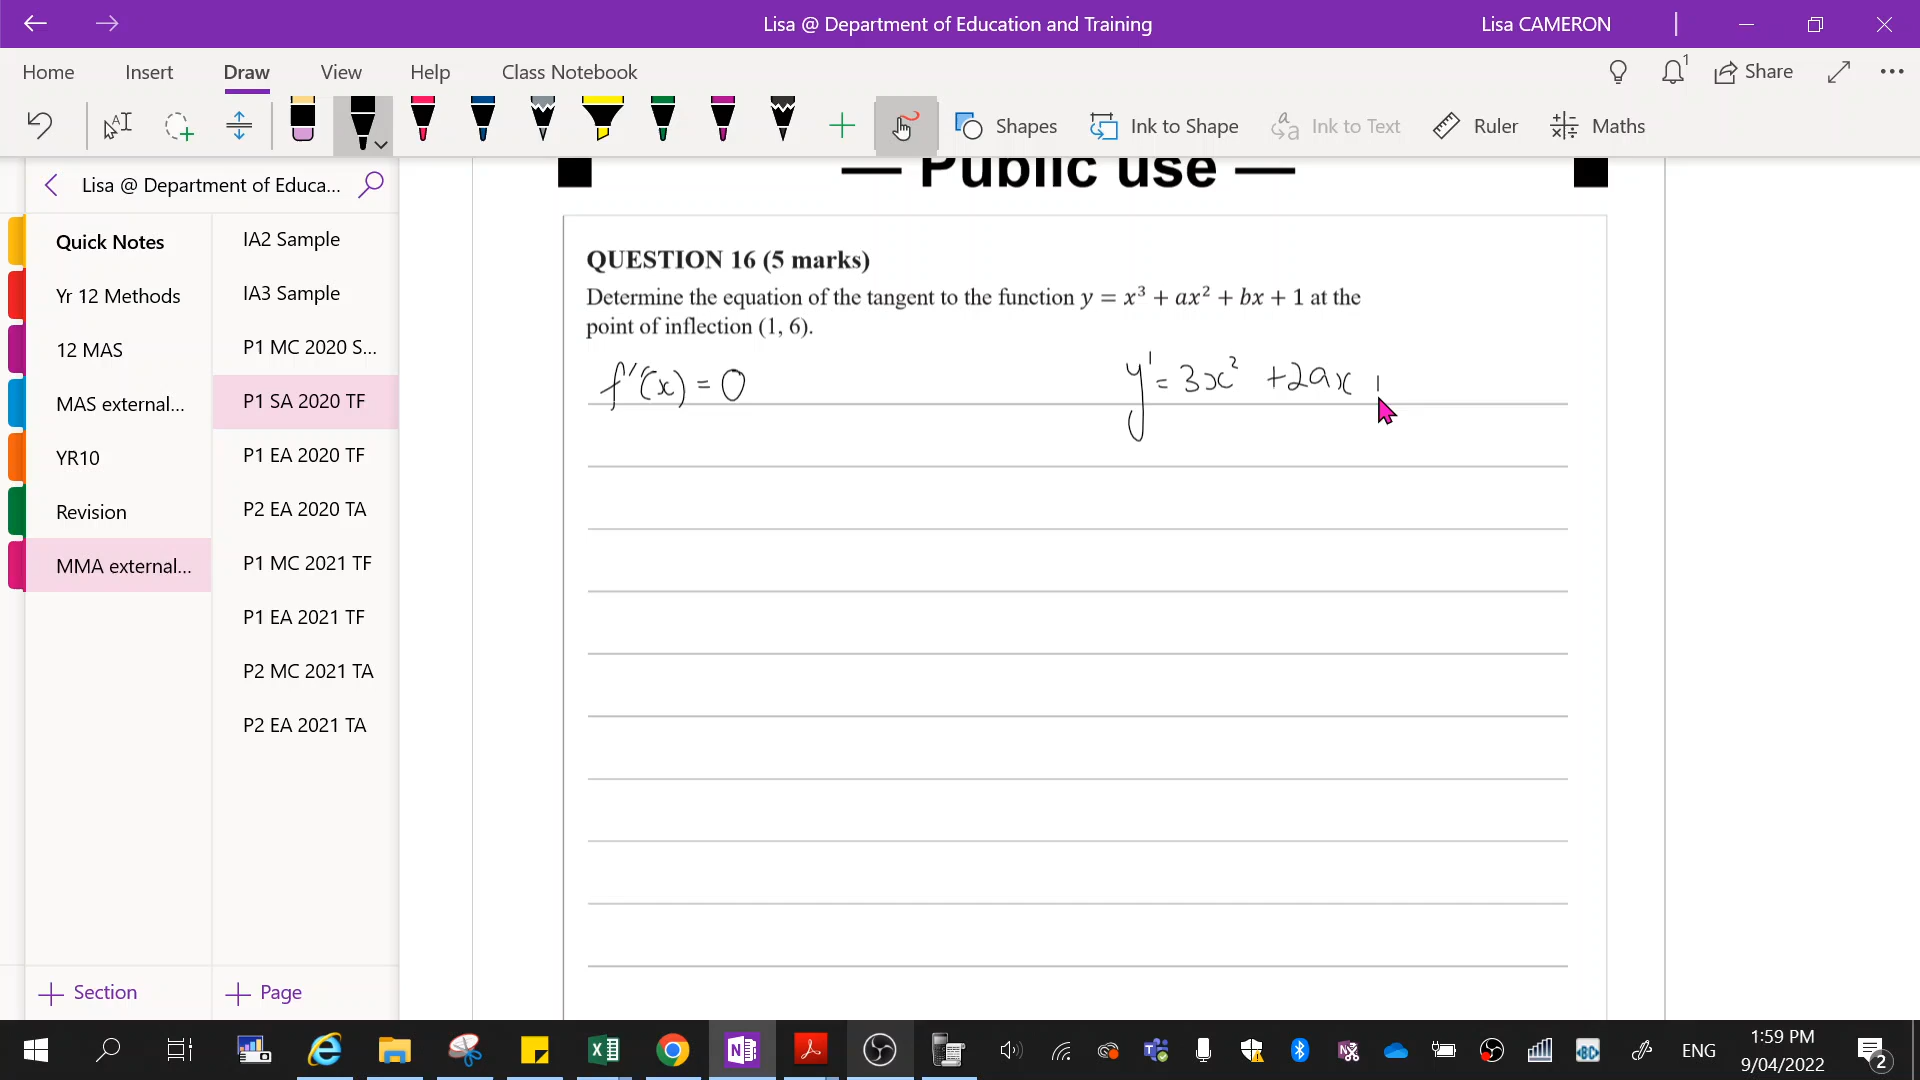 Lisa @ Department of Education and Training
Lisa CAMERON
Home Insert Draw View Help Class Notebook
1
Share
Shapes Ink to Shape Ink to Text Ruler Maths
Lisa @ Department of Educa...
Quick Notes
Yr 12 Methods
12 MAS
MAS external...
YR10
Revision
MMA external...
IA2 Sample
IA3 Sample
P1 MC 2020 S...
P1 SA 2020 TF
P1 EA 2020 TF
P2 EA 2020 TA
P1 MC 2021 TF
P1 EA 2021 TF
P2 MC 2021 TA
P2 EA 2021 TA
Section
Page
— Public use —
QUESTION 16 (5 marks)
Determine the equation of the tangent to the function y = x³ + ax² + bx + 1 at the
point of inflection (1, 6).
f''(x) = 0
y' = 3x² + 2ax
ENG
1:59 PM
9/04/2022
2